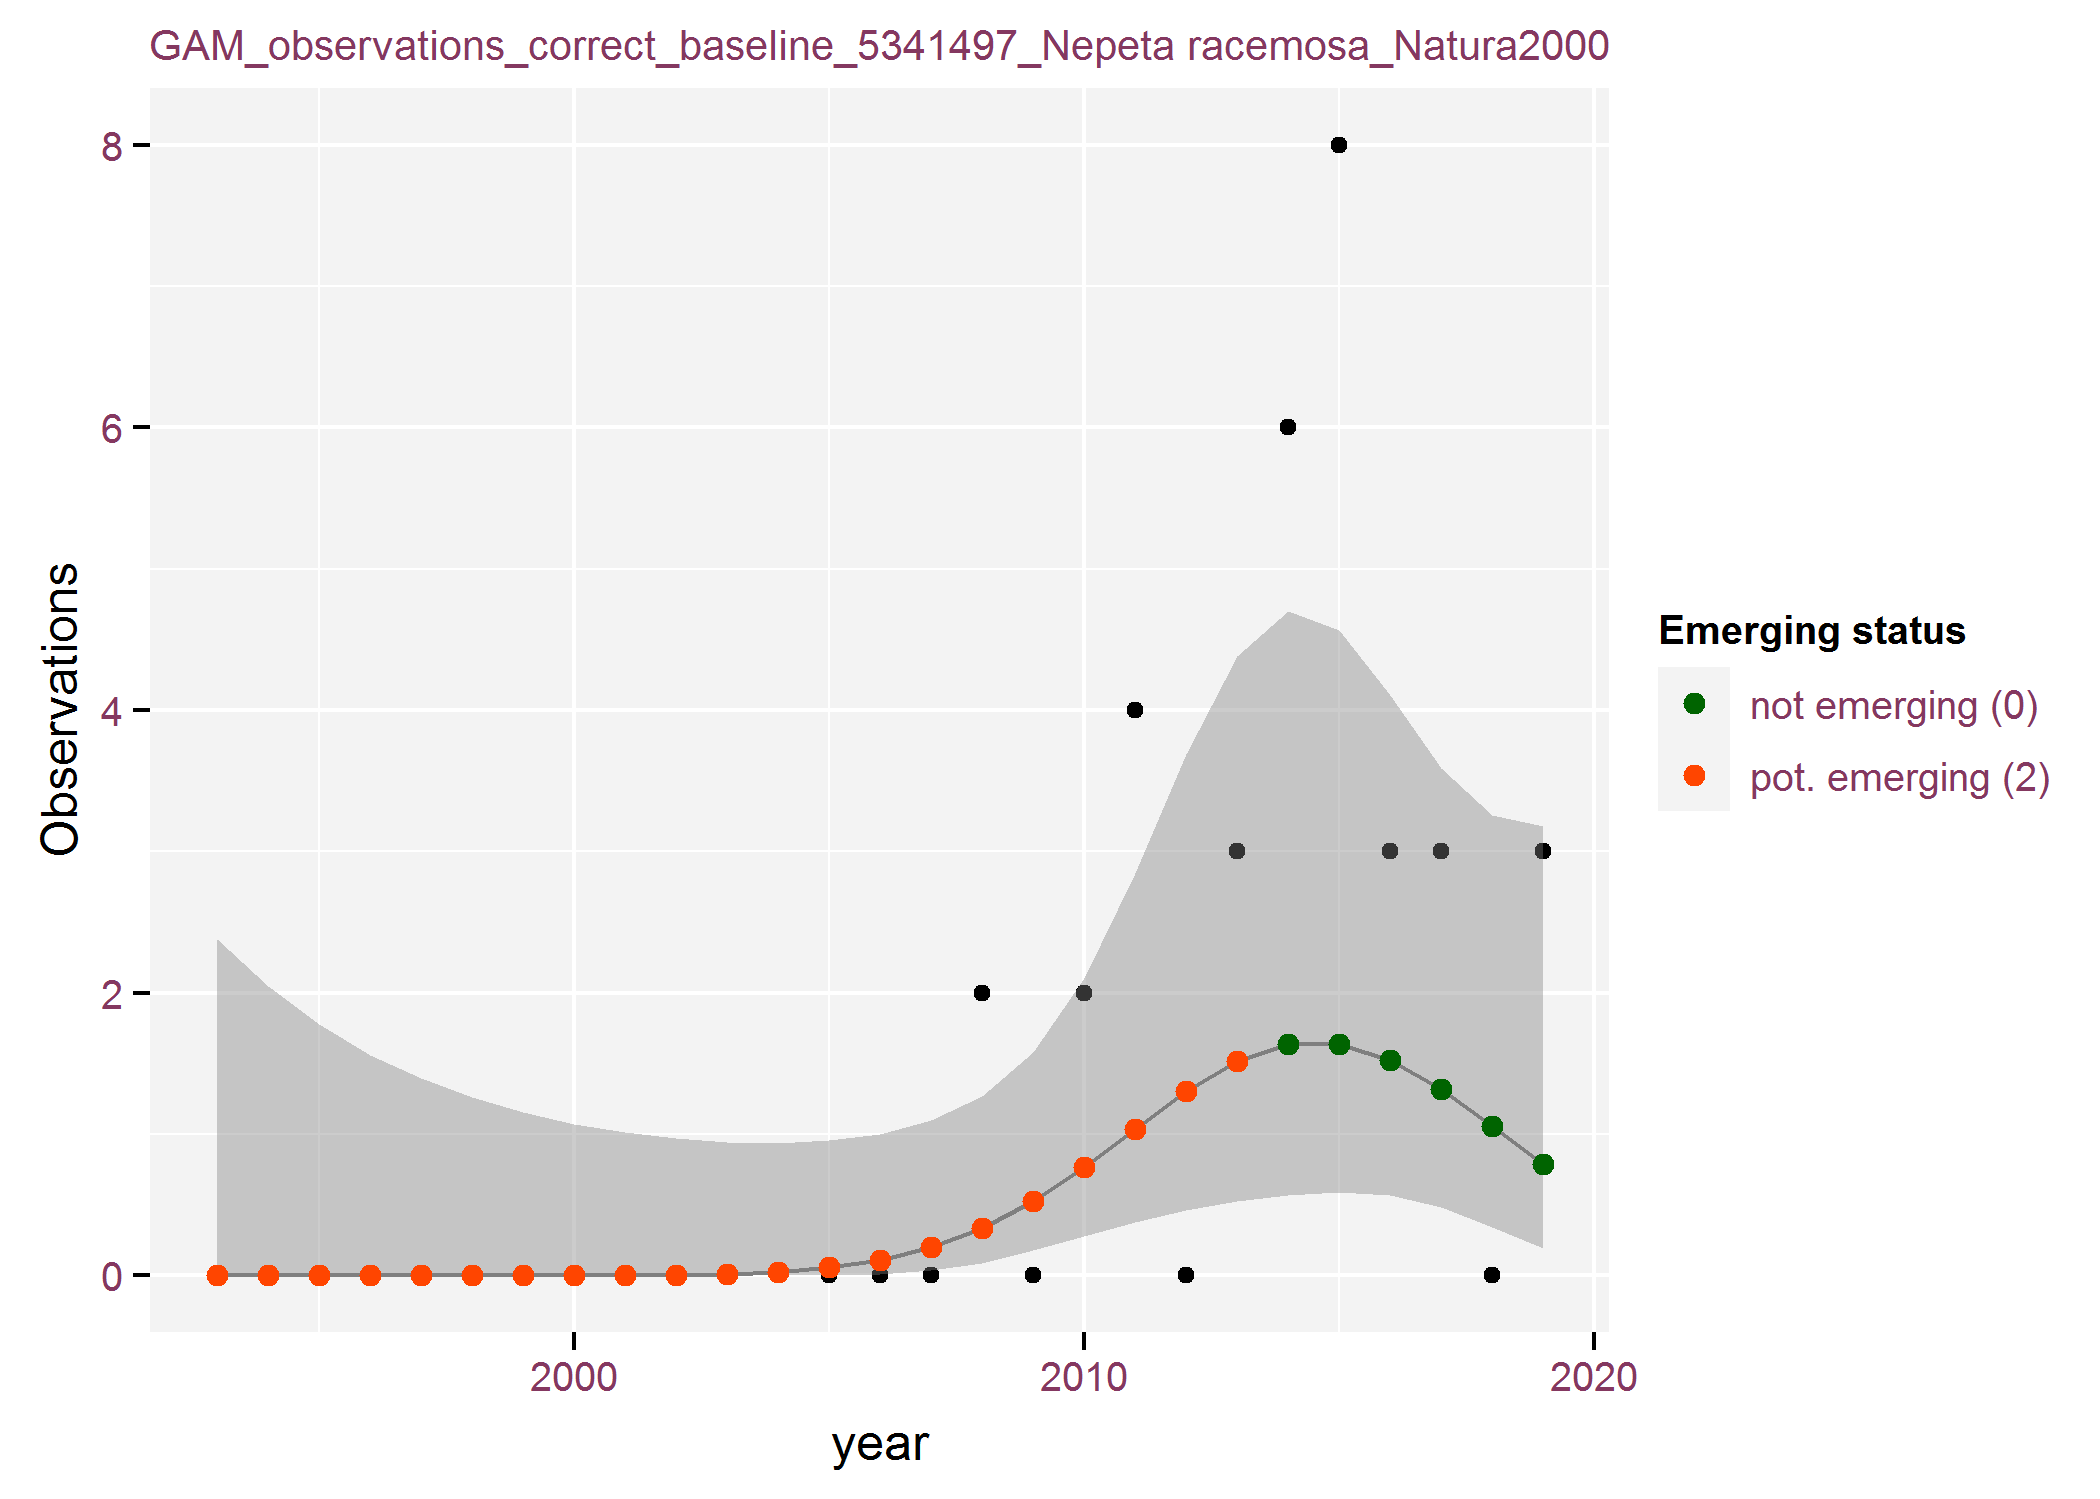 GAM_observations_correct_baseline_5341497_Nepeta racemosa_Natura2000
8
6
4
2
0
Observations
2000
2010
2020
year
Emerging status
not emerging (0)
pot. emerging (2)